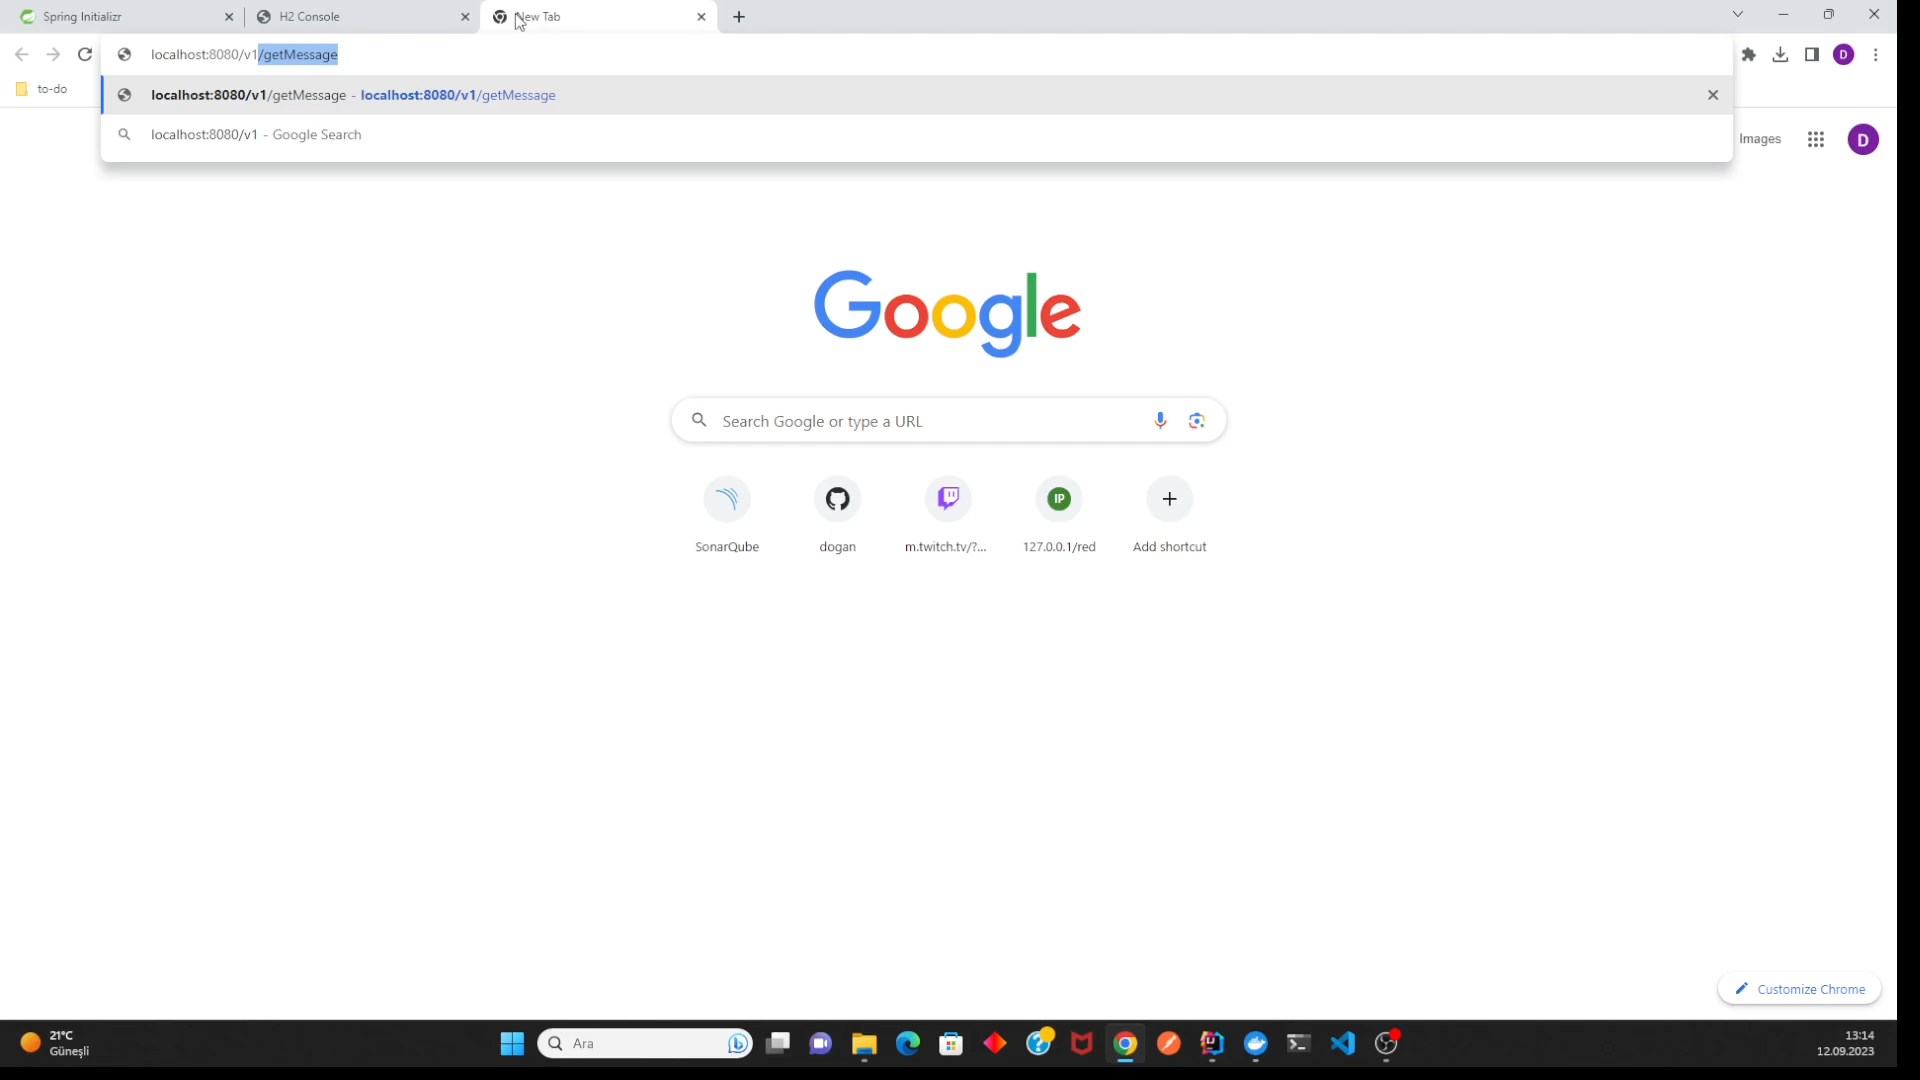 Spring Initializr
H2 Console
New Tab
localhost:8080/v1/getMessage
to-do
localhost:8080/v1/getMessage - localhost:8080/v1/getMessage
localhost:8080/v1 - Google Search
D
Images
D
Google
Search Google or type a URL
IP
SonarQube
dogan
m.twitch.tv/?...
127.0.0.1/red
Add shortcut
Customize Chrome
21°C
Güneşli
Ara
13:14
12.09.2023